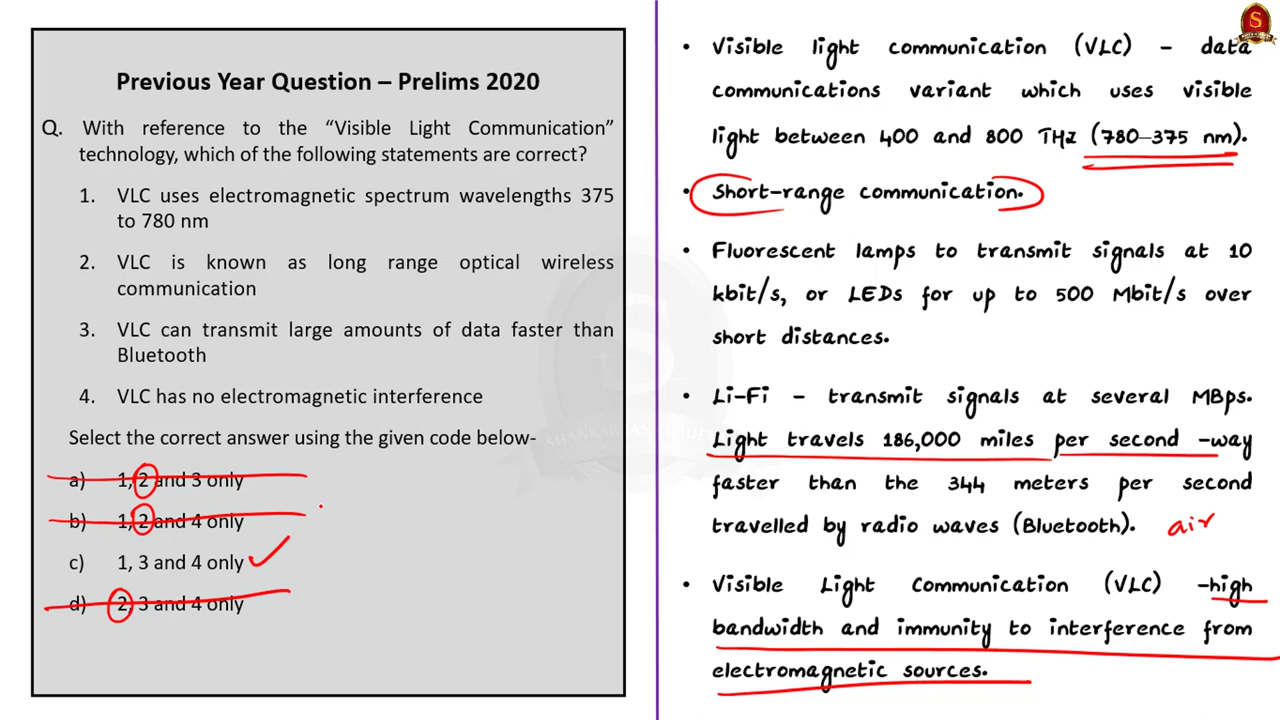 Previous Year Question – Prelims 2020
Q. With reference to the “Visible Light Communication”
technology, which of the following statements are correct?
1. VLC uses electromagnetic spectrum wavelengths 375
to 780 nm
2. VLC is known as long range optical wireless
communication
3. VLC can transmit large amounts of data faster than
Bluetooth
4. VLC has no electromagnetic interference
Select the correct answer using the given code below-
a) 1, 2 and 3 only
b) 1, 2 and 4 only
c) 1, 3 and 4 only
d) 2, 3 and 4 only
• Visible light communication (VLC) - data
communications variant which uses visible
light between 400 and 800 THz (780–375 nm).
• Short-range communication.
• Fluorescent lamps to transmit signals at 10
kbit/s, or LEDs for up to 500 Mbit/s over
short distances.
• Li-Fi - transmit signals at several MBps.
Light travels 186,000 miles per second -way
faster than the 344 meters per second
travelled by radio waves (Bluetooth). air
• Visible Light Communication (VLC) -high
bandwidth and immunity to interference from
electromagnetic sources.
S